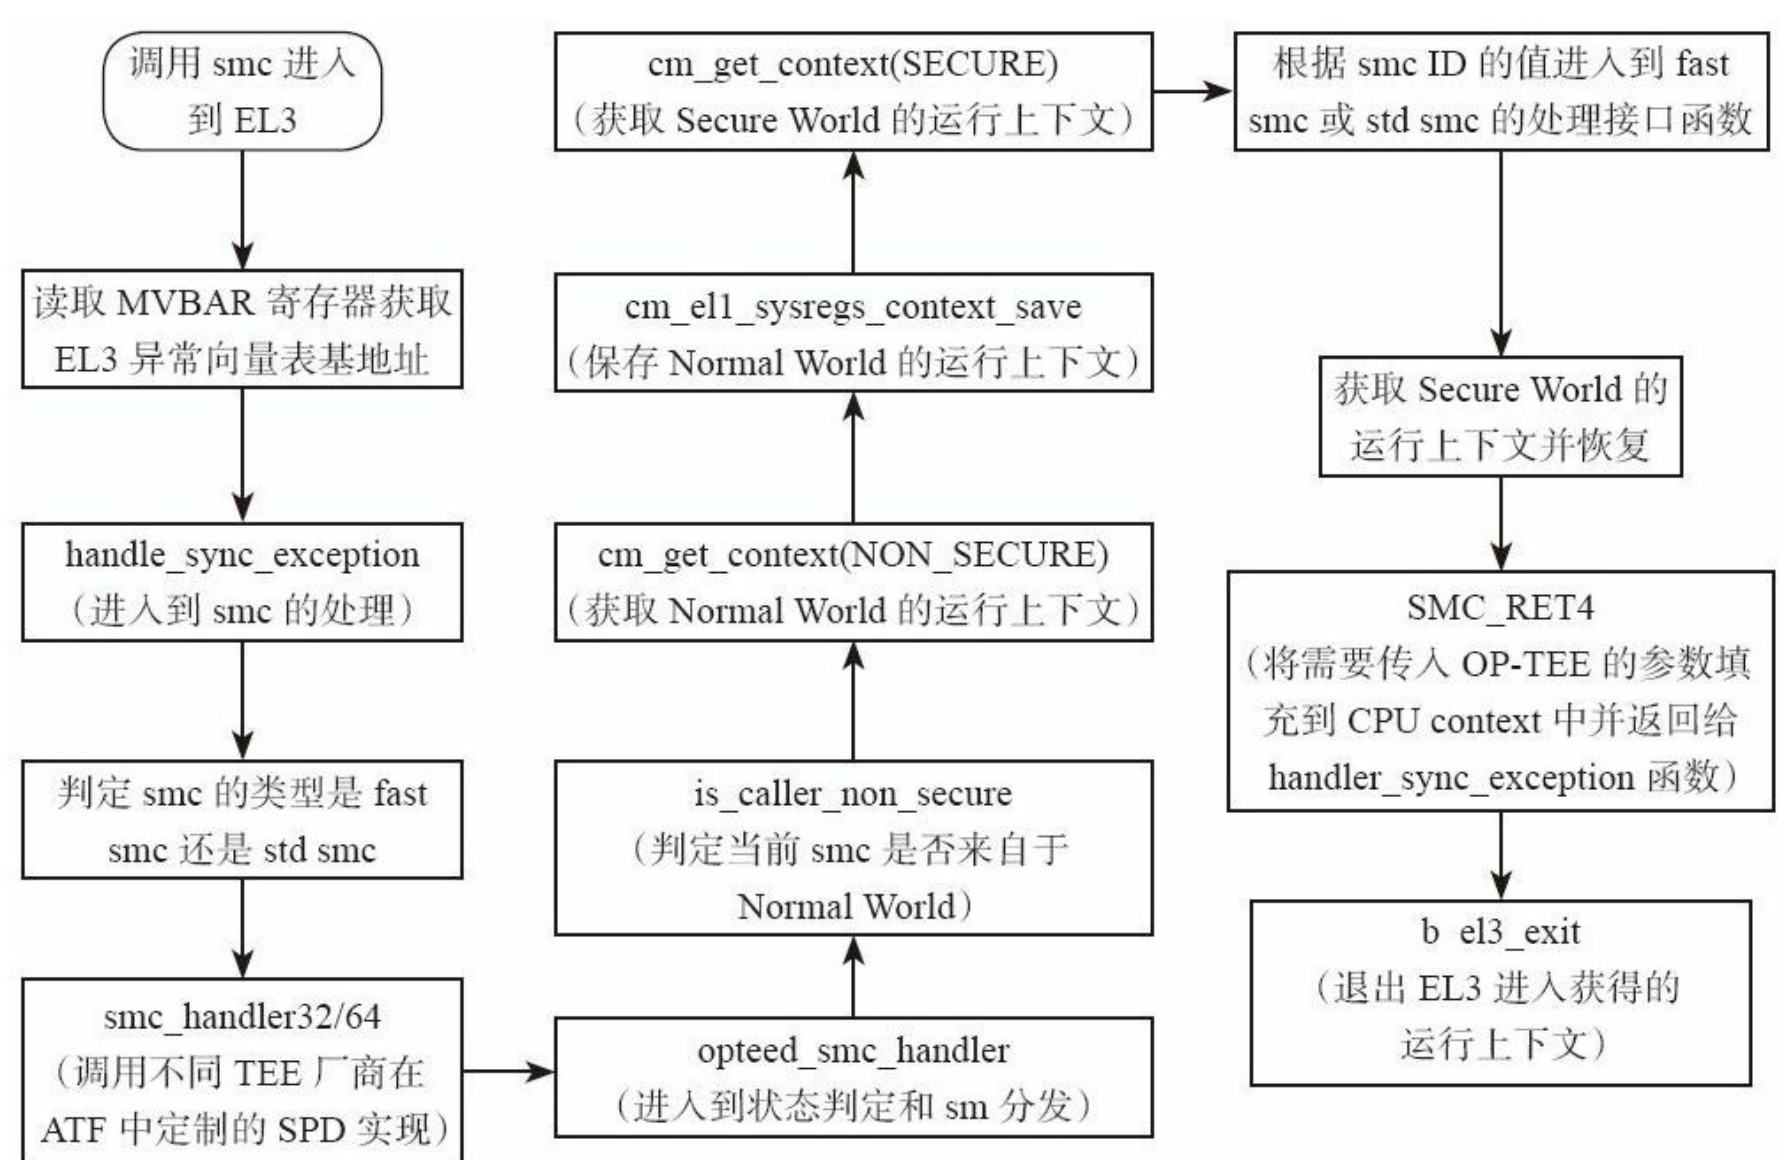 调用 smc 进入
到 EL3
读取 MVBAR 寄存器获取
EL3 异常向量表基地址
handle_sync_exception
（进入到 smc 的处理）
判定 smc 的类型是 fast
smc 还是 std smc
smc_handler32/64
（调用不同 TEE 厂商在
ATF 中定制的 SPD 实现）
opteed_smc_handler
（进入到状态判定和 sm 分发）
is_caller_non_secure
（判定当前 smc 是否来自于
Normal World）
cm_get_context(NON_SECURE)
（获取 Normal World 的运行上下文）
cm_el1_sysregs_context_save
（保存 Normal World 的运行上下文）
cm_get_context(SECURE)
（获取 Secure World 的运行上下文）
根据 smc ID 的值进入到 fast
smc 或 std smc 的处理接口函数
获取 Secure World 的
运行上下文并恢复
SMC_RET4
（将需要传入 OP-TEE 的参数填
充到 CPU context 中并返回给
handler_sync_exception 函数）
b el3_exit
（退出 EL3 进入获得的
运行上下文）